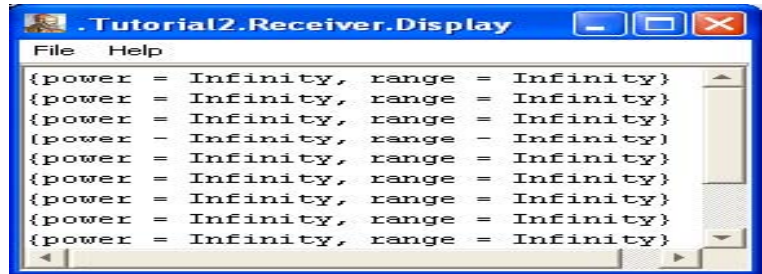 .Tutorial2.Receiver.Display
File Help
{power = Infinity, range = Infinity}
{power = Infinity, range = Infinity}
{power = Infinity, range = Infinity}
{power = Infinity, range = Infinity}
{power = Infinity, range = Infinity}
{power = Infinity, range = Infinity}
{power = Infinity, range = Infinity}
{power = Infinity, range = Infinity}
{power = Infinity, range = Infinity}